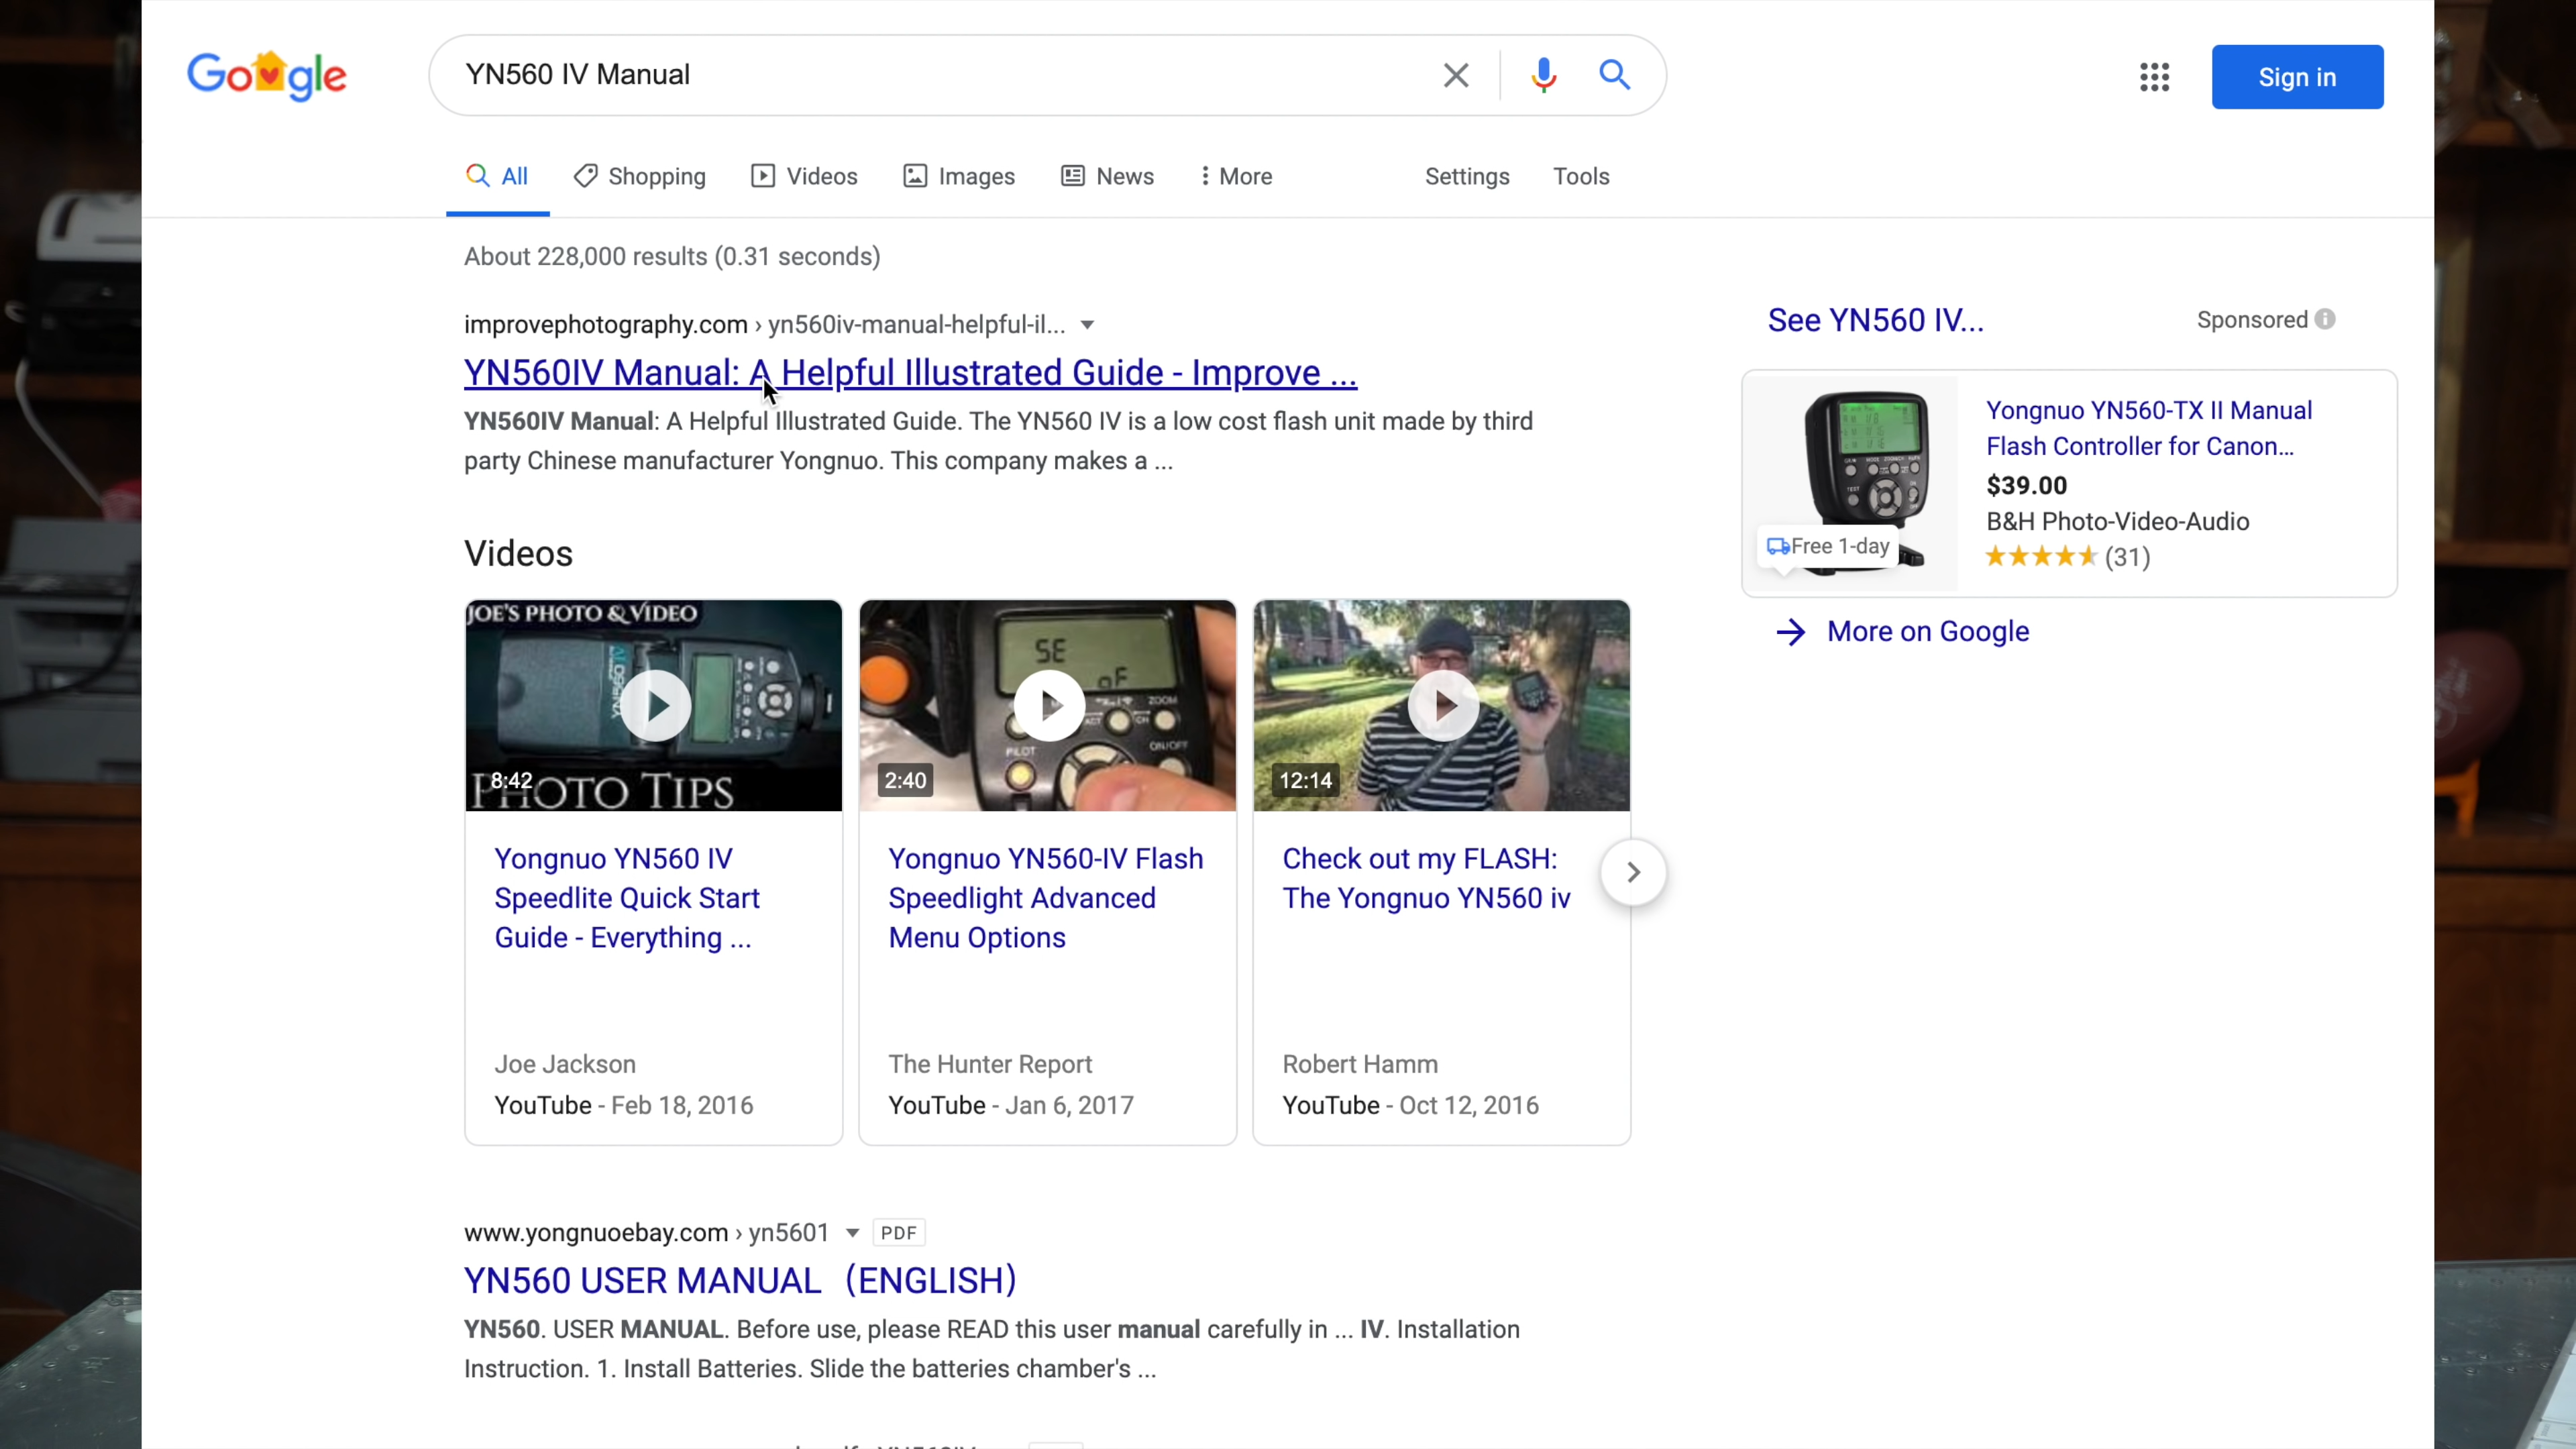 Google
YN560 IV Manual
Sign in
All
Shopping
Videos
Images
News
More
Settings
Tools
About 228,000 results (0.31 seconds)
improvephotography.com › yn560iv-manual-helpful-il...
YN560IV Manual: A Helpful Illustrated Guide - Improve ...
YN560IV Manual: A Helpful Illustrated Guide. The YN560 IV is a low cost flash unit made by third
party Chinese manufacturer Yongnuo. This company makes a ...
See YN560 IV...
Sponsored
Yongnuo YN560-TX II Manual
Flash Controller for Canon...
$39.00
B&H Photo-Video-Audio
(31)
Free 1-day
More on Google
Videos
JOE'S PHOTO & VIDEO
PHOTO TIPS
8:42
Yongnuo YN560 IV
Speedlite Quick Start
Guide - Everything ...
Joe Jackson
YouTube - Feb 18, 2016
SE
oF
ZOOM
CH
PILOT
ON/OFF
2:40
Yongnuo YN560-IV Flash
Speedlight Advanced
Menu Options
The Hunter Report
YouTube - Jan 6, 2017
12:14
Check out my FLASH:
The Yongnuo YN560 iv
Robert Hamm
YouTube - Oct 12, 2016
www.yongnuoebay.com › yn5601
PDF
YN560 USER MANUAL（ENGLISH）
YN560. USER MANUAL. Before use, please READ this user manual carefully in ... IV. Installation
Instruction. 1. Install Batteries. Slide the batteries chamber's ...